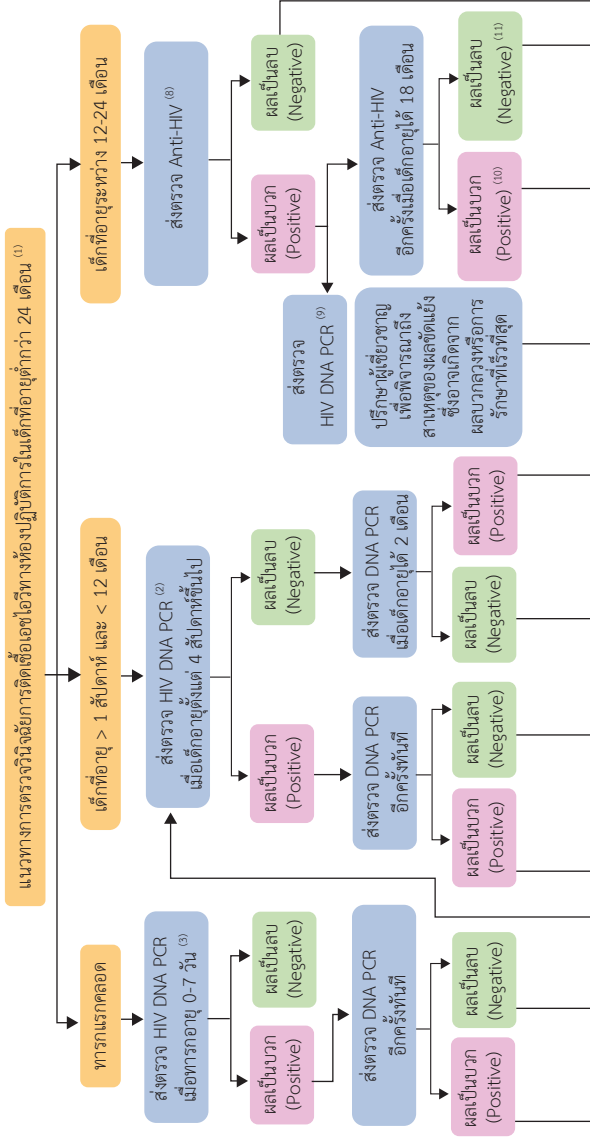 แนวทางการตรวจวินิจฉัยการติดเชื้อเอชไอวีทางห้องปฏิบัติการในเด็กที่อายุต่ำกว่า 24 เดือน (1)
ทารกแรกคลอด
ส่งตรวจ HIV DNA PCR
เมื่อทารกอายุ 0-7 วัน (3)
ผลเป็นบวก
(Positive)
ผลเป็นลบ
(Negative)
ส่งตรวจ DNA PCR
อีกครั้งทันที
ผลเป็นบวก
(Positive)
ผลเป็นลบ
(Negative)
เด็กที่อายุ > 1 สัปดาห์ และ < 12 เดือน
ส่งตรวจ HIV DNA PCR (2)
เมื่อเด็กอายุตั้งแต่ 4 สัปดาห์ขึ้นไป
ผลเป็นบวก
(Positive)
ผลเป็นลบ
(Negative)
ส่งตรวจ DNA PCR
อีกครั้งทันที
ผลเป็นบวก
(Positive)
ผลเป็นลบ
(Negative)
ส่งตรวจ DNA PCR
เมื่อเด็กอายุได้ 2 เดือน
ผลเป็นลบ
(Negative)
ผลเป็นบวก
(Positive)
เด็กที่อายุระหว่าง 12-24 เดือน
ส่งตรวจ Anti-HIV (8)
ผลเป็นบวก
(Positive)
ผลเป็นลบ
(Negative)
ส่งตรวจ
HIV DNA PCR (9)
ปรึกษาผู้เชี่ยวชาญ
เพื่อพิจารณาถึง
สาเหตุของผลขัดแย้ง
ซึ่งอาจเกิดจาก
ผลบวกลวงหรือการ
รักษาที่เร็วที่สุด
ส่งตรวจ Anti-HIV
อีกครั้งเมื่อเด็กอายุได้ 18 เดือน
ผลเป็นบวก
(Positive) (10)
ผลเป็นลบ
(Negative) (11)